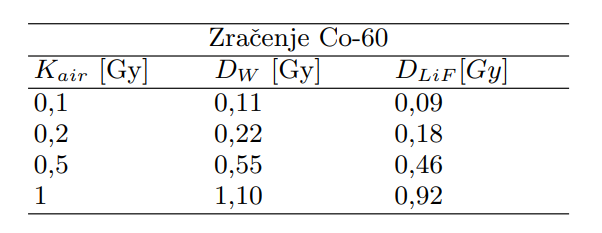 Zračenje Co-60
K_air [Gy] D_W [Gy] D_LiF[Gy]
0,1 0,11 0,09
0,2 0,22 0,18
0,5 0,55 0,46
1 1,10 0,92